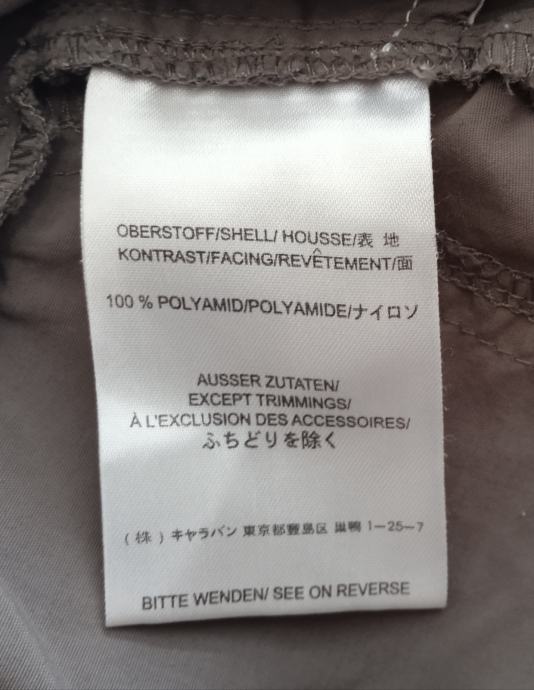 OBERSTOFF/SHELL/ HOUSSE/表 地
KONTRAST/FACING/REVÊTEMENT/面
100 % POLYAMID/POLYAMIDE/ナイロソ
AUSSER ZUTATEN/
EXCEPT TRIMMINGS/
À L'EXCLUSION DES ACCESSOIRES/
ふちどりを除く
( 株 ) キャラバン 東京都豐島区 巣鴨 1-25-7
BITTE WENDEN/ SEE ON REVERSE